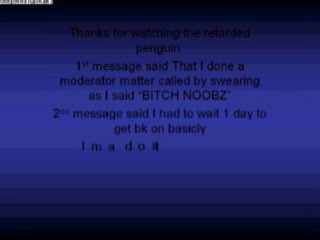 Thanks for watching the retarded
penguin.
1st message said That I done a
moderator matter called by swearing
as I said “BITCH NOOBZ”
2nd message said I had to wait 1 day to
get bk on basicly
I m a d o it